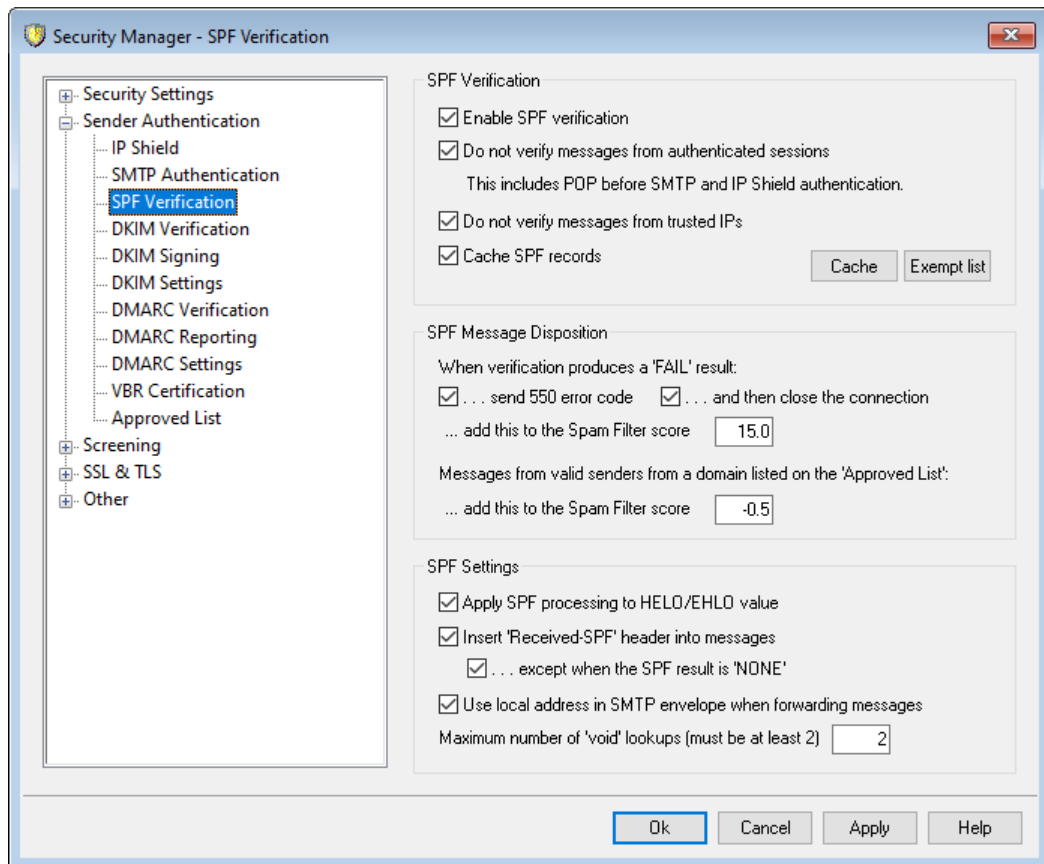 Security Manager - SPF Verification
Security Settings
Sender Authentication
IP Shield
SMTP Authentication
SPF Verification
DKIM Verification
DKIM Signing
DKIM Settings
DMARC Verification
DMARC Reporting
DMARC Settings
VBR Certification
Approved List
Screening
SSL & TLS
Other
SPF Verification
Enable SPF verification
Do not verify messages from authenticated sessions
This includes POP before SMTP and IP Shield authentication.
Do not verify messages from trusted IPs
Cache SPF records
Cache
Exempt list
SPF Message Disposition
When verification produces a 'FAIL' result:
. . . send 550 error code . . . and then close the connection
... add this to the Spam Filter score 15.0
Messages from valid senders from a domain listed on the 'Approved List':
... add this to the Spam Filter score -0.5
SPF Settings
Apply SPF processing to HELO/EHLO value
Insert 'Received-SPF' header into messages
. . . except when the SPF result is 'NONE'
Use local address in SMTP envelope when forwarding messages
Maximum number of 'void' lookups (must be at least 2) 2
Ok
Cancel
Apply
Help